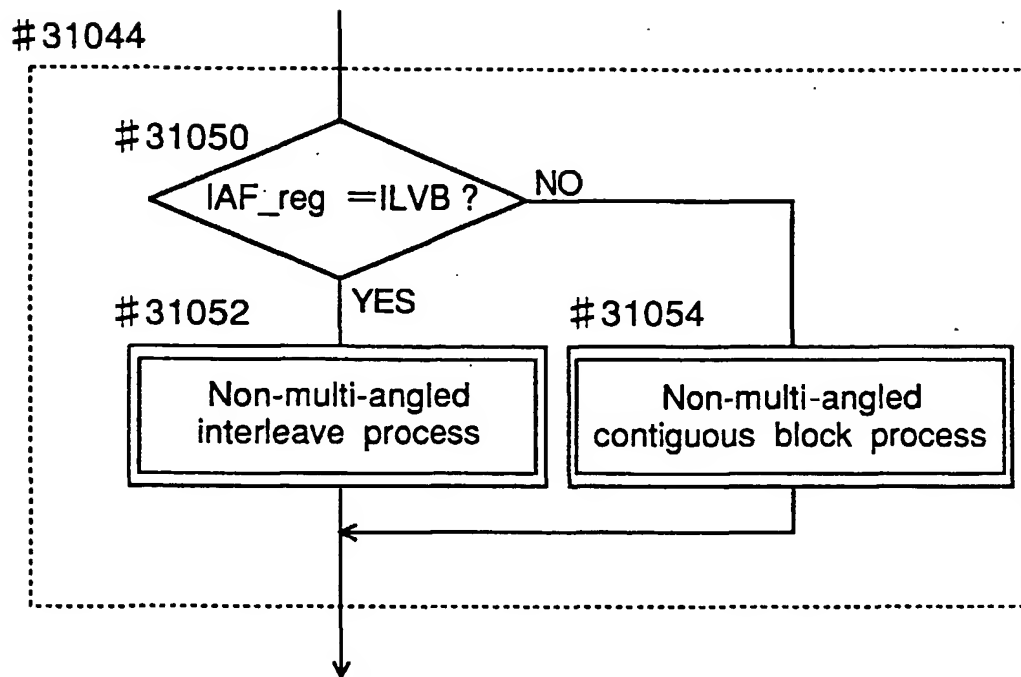 #31044
#31050
IAF_reg =ILVB ?
NO
YES
#31052
#31054
Non-multi-angled
interleave process
Non-multi-angled
contiguous block process